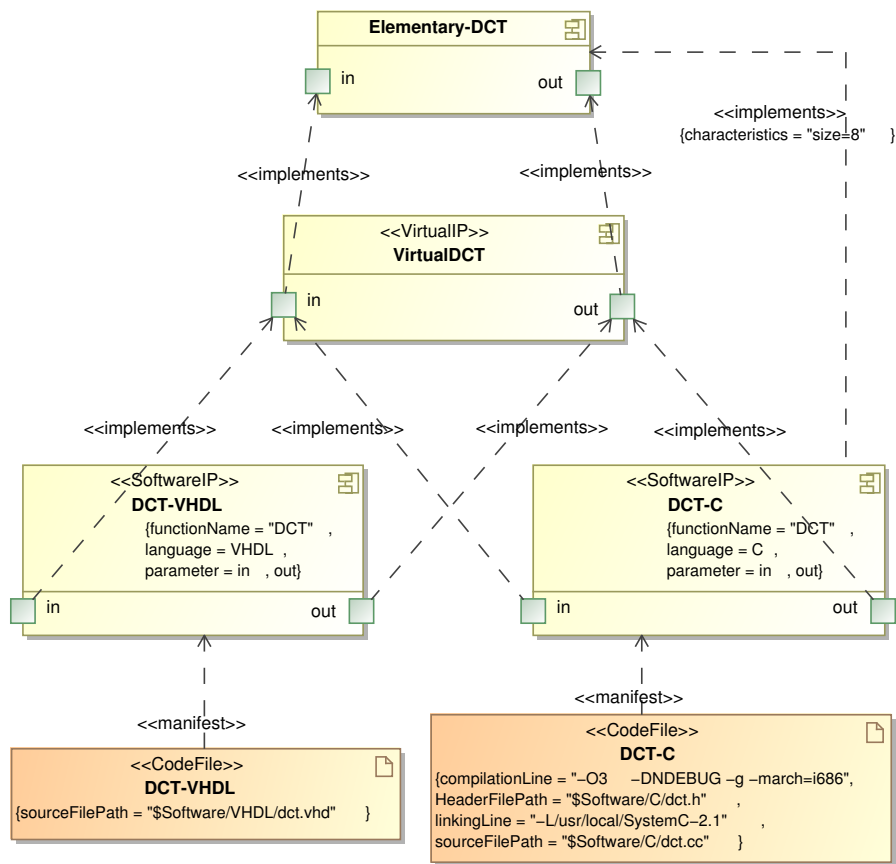 Elementary-DCT
in
out
<<implements>>
{characteristics = "size=8" }
<<implements>>
<<implements>>
<<VirtualIP>>
VirtualDCT
in
out
<<implements>>
<<implements>>
<<implements>>
<<implements>>
<<SoftwareIP>>
DCT-VHDL
{functionName = "DCT" ,
language = VHDL ,
parameter = in , out}
in
out
<<SoftwareIP>>
DCT-C
{functionName = "DCT" ,
language = C ,
parameter = in , out}
in
out
<<manifest>>
<<manifest>>
<<CodeFile>>
DCT-VHDL
{sourceFilePath = "$Software/VHDL/dct.vhd" }
<<CodeFile>>
DCT-C
{compilationLine = "−O3 −DNDEBUG −g −march=i686",
HeaderFilePath = "$Software/C/dct.h" ,
linkingLine = "−L/usr/local/SystemC−2.1" ,
sourceFilePath = "$Software/C/dct.cc" }